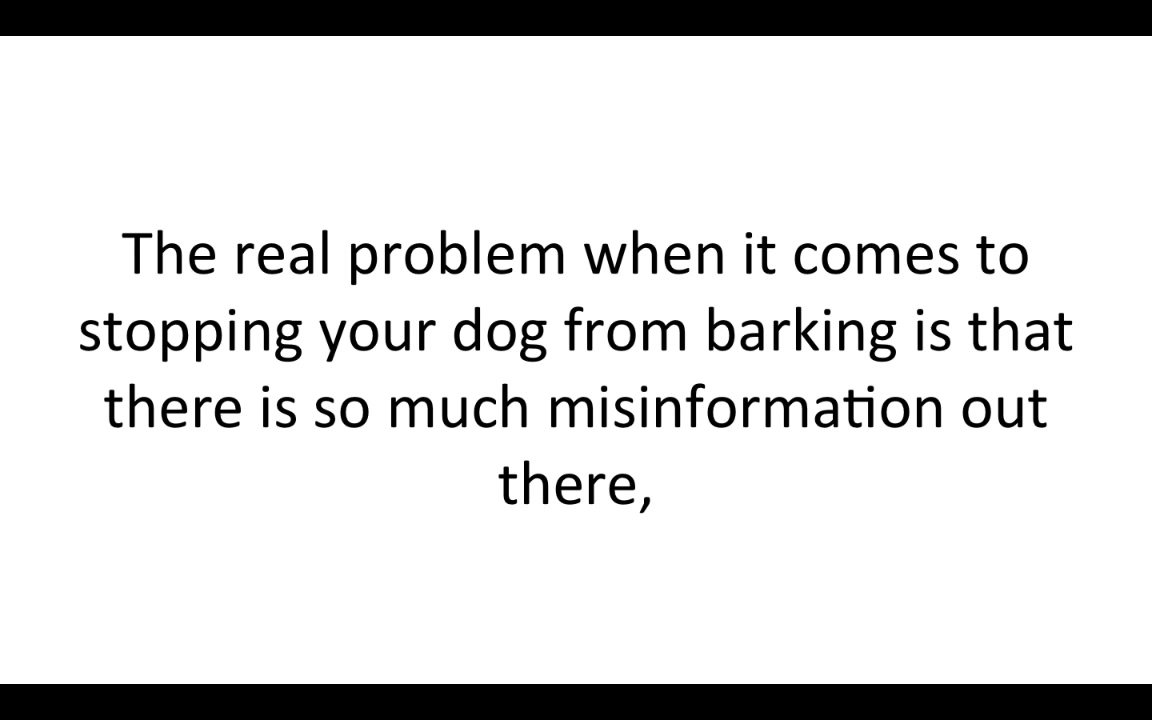 The real problem when it comes to
stopping your dog from barking is that
there is so much misinformation out
there,